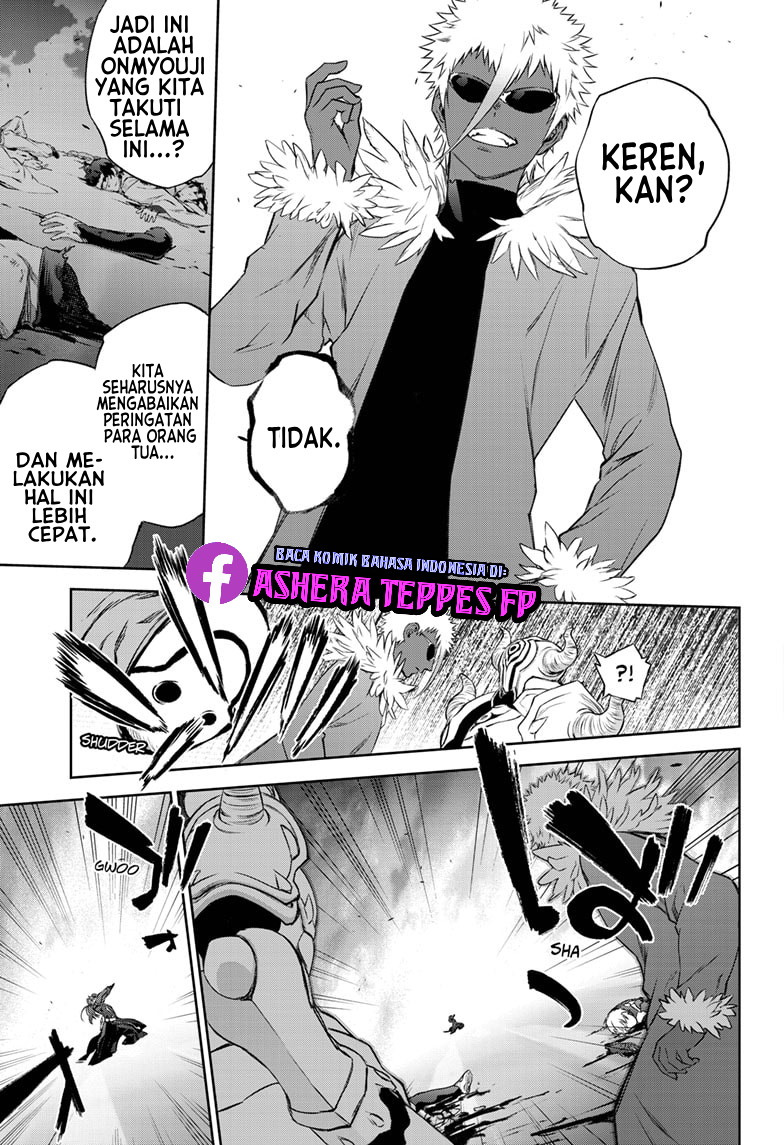 KEREN,
KAN?
TIDAK.
JADI INI
ADALAH
ONMYOUJI
YANG KITA
TAKUTI
SELAMA
INI...?
KITA
SEHARUSNYA
MENGABAIKAN
PERINGATAN
PARA ORANG
TUA...
DAN ME-
LAKUKAN
HAL INI
LEBIH
CEPAT.
BACA KOMIK BAHASA INDONESIA DI:
f ASHERA TEPPES FP
?!
SHUDDER
SHA
GWOO